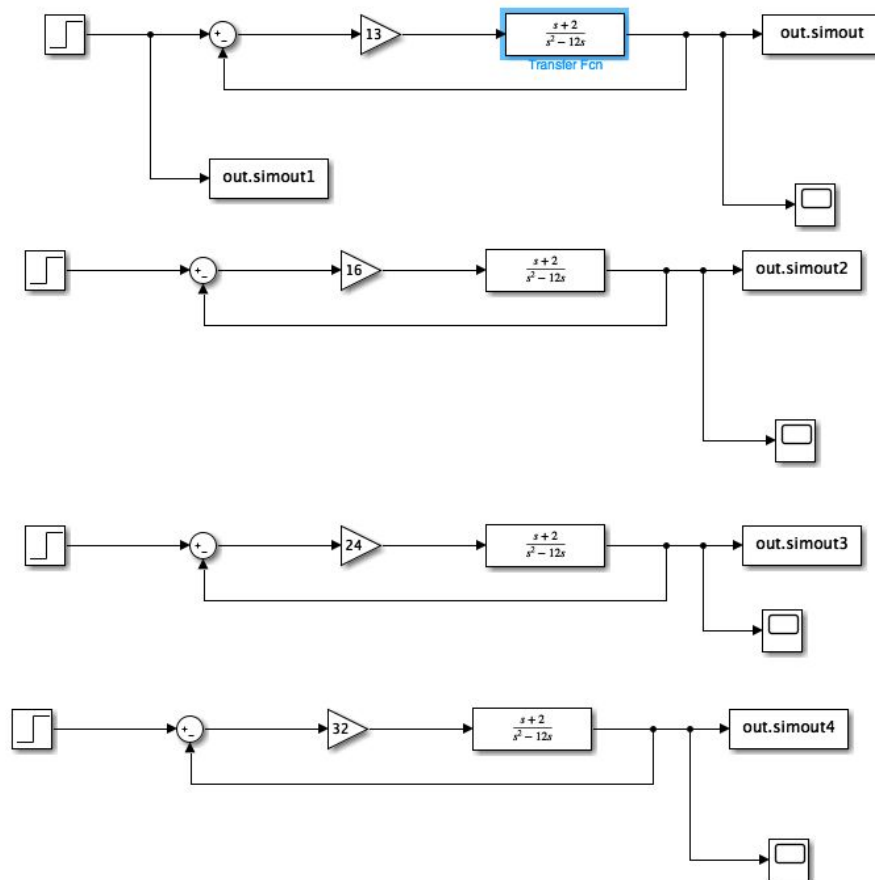 +
-
13
s + 2
s² − 12s
out.simout
Transfer Fcn
out.simout1
+
-
16
s + 2
s² − 12s
out.simout2
+
-
24
s + 2
s² − 12s
out.simout3
+
-
32
s + 2
s² − 12s
out.simout4